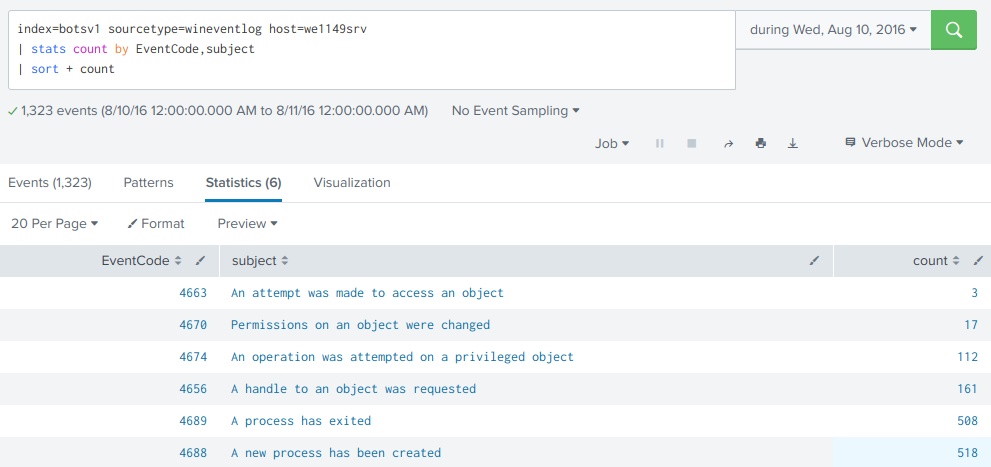 index=botsv1 sourcetype=wineventlog host=we1149srv
| stats count by EventCode,subject
| sort + count
during Wed, Aug 10, 2016
1,323 events (8/10/16 12:00:00.000 AM to 8/11/16 12:00:00.000 AM) No Event Sampling
Job Verbose Mode
Events (1,323) Patterns Statistics (6) Visualization
20 Per Page Format Preview
EventCode subject count
4663 An attempt was made to access an object 3
4670 Permissions on an object were changed 17
4674 An operation was attempted on a privileged object 112
4656 A handle to an object was requested 161
4689 A process has exited 508
4688 A new process has been created 518